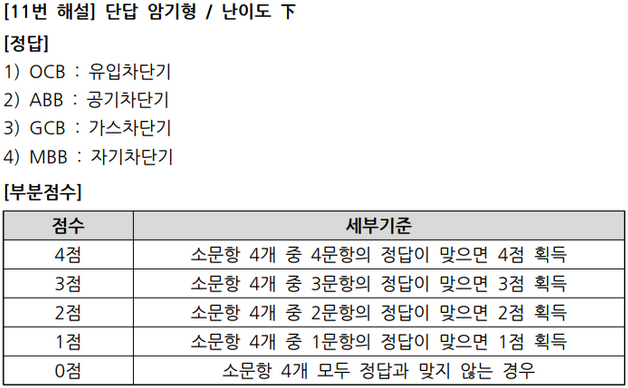 [11번 해설] 단답 암기형 / 난이도 下
[정답]
1) OCB : 유입차단기
2) ABB : 공기차단기
3) GCB : 가스차단기
4) MBB : 자기차단기
[부분점수]
점수 세부기준
4점 소문항 4개 중 4문항의 정답이 맞으면 4점 획득
3점 소문항 4개 중 3문항의 정답이 맞으면 3점 획득
2점 소문항 4개 중 2문항의 정답이 맞으면 2점 획득
1점 소문항 4개 중 1문항의 정답이 맞으면 1점 획득
0점 소문항 4개 모두 정답과 맞지 않는 경우